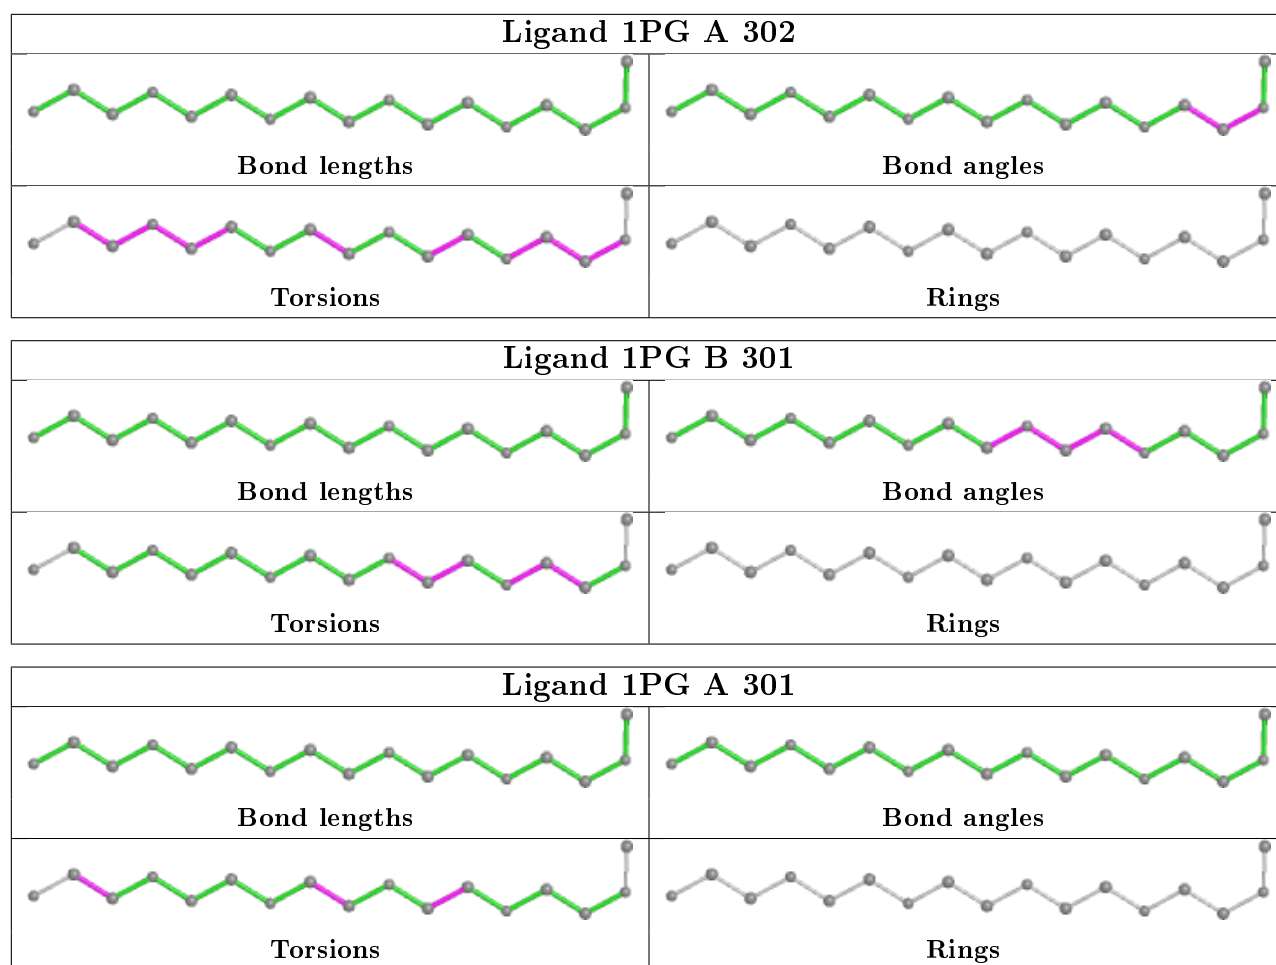 Ligand 1PG A 302
Bond lengths
Bond angles
Torsions
Rings
Ligand 1PG B 301
Bond lengths
Bond angles
Torsions
Rings
Ligand 1PG A 301
Bond lengths
Bond angles
Torsions
Rings